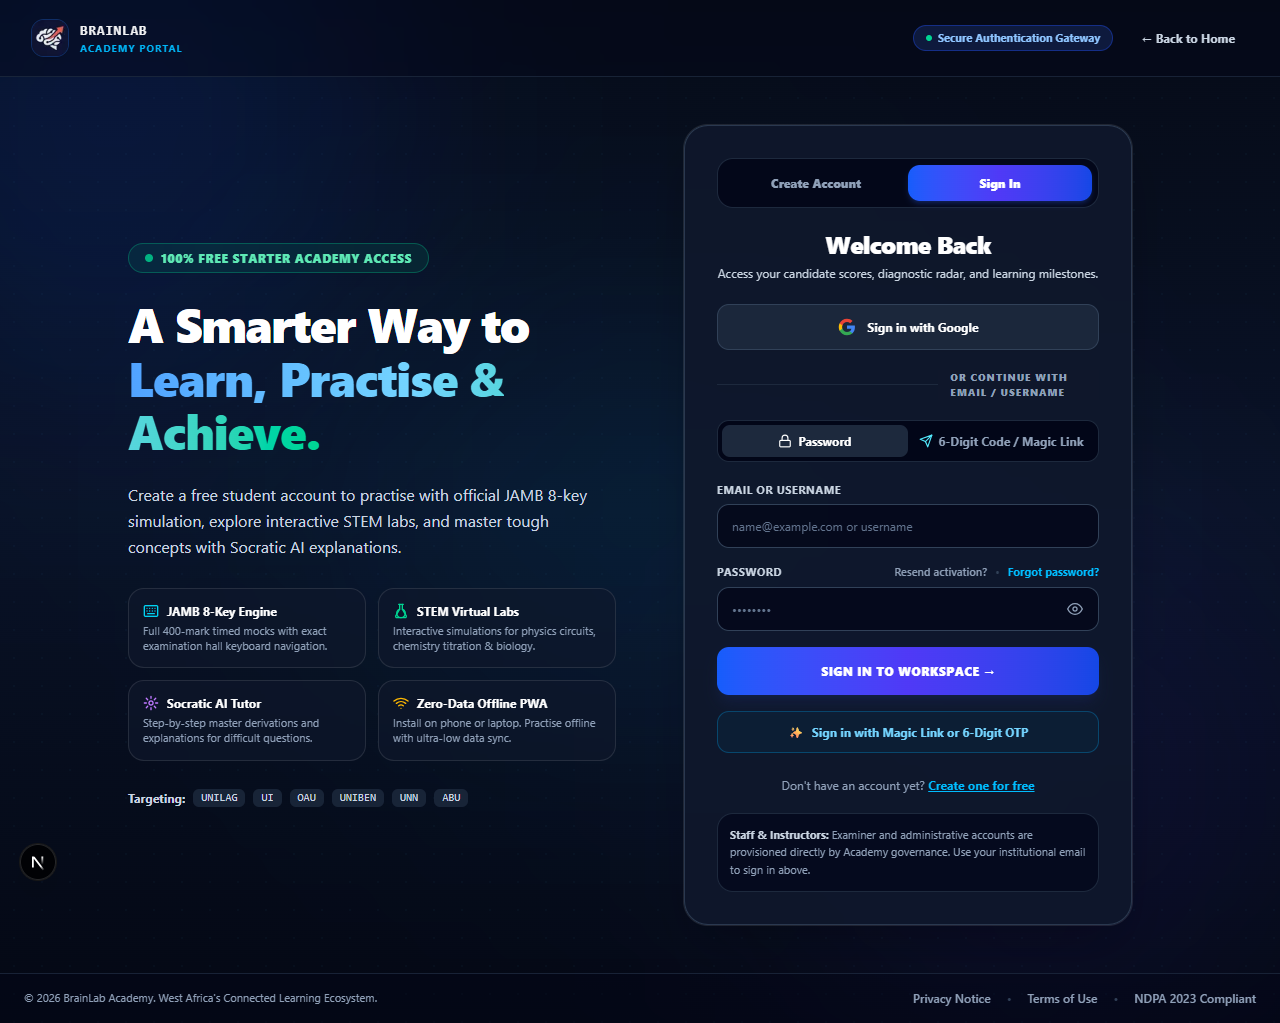 BRAINLAB
ACADEMY PORTAL
Secure Authentication Gateway
← Back to Home
100% FREE STARTER ACADEMY ACCESS
A Smarter Way to
Learn, Practise &
Achieve.
Create a free student account to practise with official JAMB 8-key
simulation, explore interactive STEM labs, and master tough
concepts with Socratic AI explanations.
JAMB 8-Key Engine
Full 400-mark timed mocks with exact
examination hall keyboard navigation.
STEM Virtual Labs
Interactive simulations for physics circuits,
chemistry titration & biology.
Socratic AI Tutor
Step-by-step master derivations and
explanations for difficult questions.
Zero-Data Offline PWA
Install on phone or laptop. Practise offline
with ultra-low data sync.
Targeting: UNILAG UI OAU UNIBEN UNN ABU
N
Create Account
Sign In
Welcome Back
Access your candidate scores, diagnostic radar, and learning milestones.
Sign in with Google
OR CONTINUE WITH
EMAIL / USERNAME
Password
6-Digit Code / Magic Link
EMAIL OR USERNAME
name@example.com or username
PASSWORD
Resend activation? • Forgot password?
••••••••
SIGN IN TO WORKSPACE →
Sign in with Magic Link or 6-Digit OTP
Don't have an account yet? Create one for free
Staff & Instructors: Examiner and administrative accounts are
provisioned directly by Academy governance. Use your institutional email
to sign in above.
© 2026 BrainLab Academy. West Africa's Connected Learning Ecosystem.
Privacy Notice • Terms of Use • NDPA 2023 Compliant